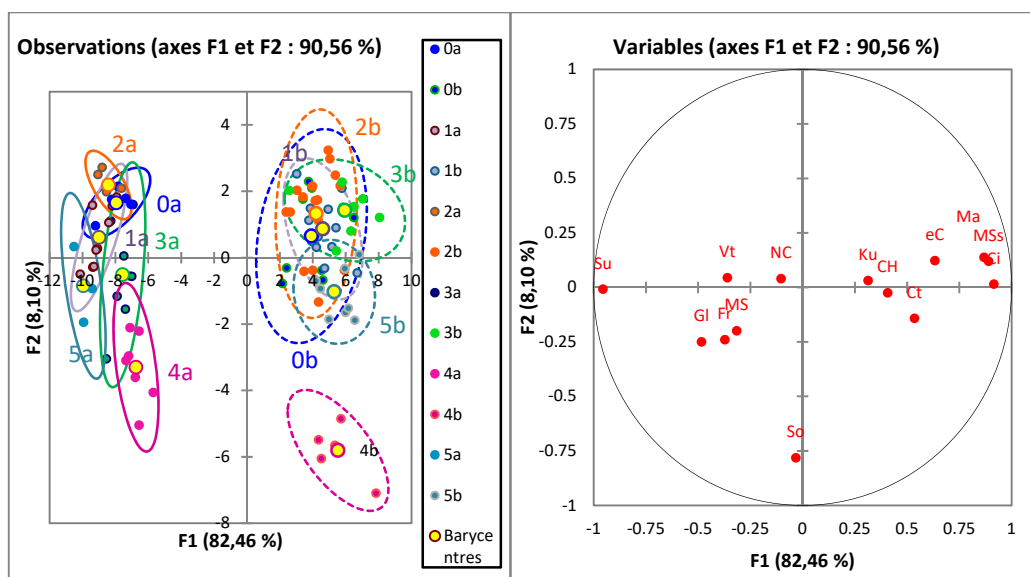 Observations (axes F1 et F2 : 90,56 %)
4
2
0
-2
-4
-6
-8
-12 -10 -8 -6 -4 -2 0 2 4 6 8 10
F2 (8,10 %)
F1 (82,46 %)
2a
0a
1a
3a
5a
4a
2b
1b
3b
5b
0b
4b
0a
0b
1a
1b
2a
2b
3a
3b
4a
4b
5a
5b
Baryce
ntres
Variables (axes F1 et F2 : 90,56 %)
1
0.75
0.5
0.25
0
-0.25
-0.5
-0.75
-1
-1 -0.75 -0.5 -0.25 0 0.25 0.5 0.75 1
F2 (8,10 %)
F1 (82,46 %)
Su
Vt
NC
Gl
Fr
MS
So
Ku
CH
Ct
eC
Ma
MSs
Ci